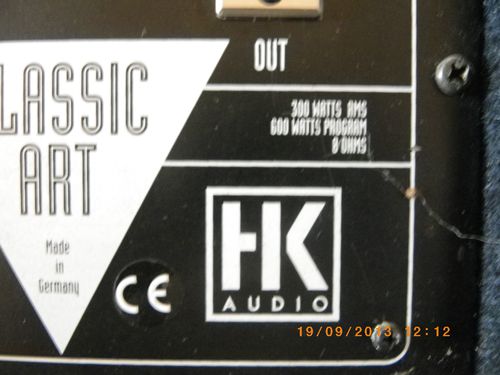 OUT
300 WATTS RMS
600 WATTS PROGRAM
8 OHMS
LASSIC
ART
Made
in
Germany
CE
HK
AUDIO
19/09/2013 12:12